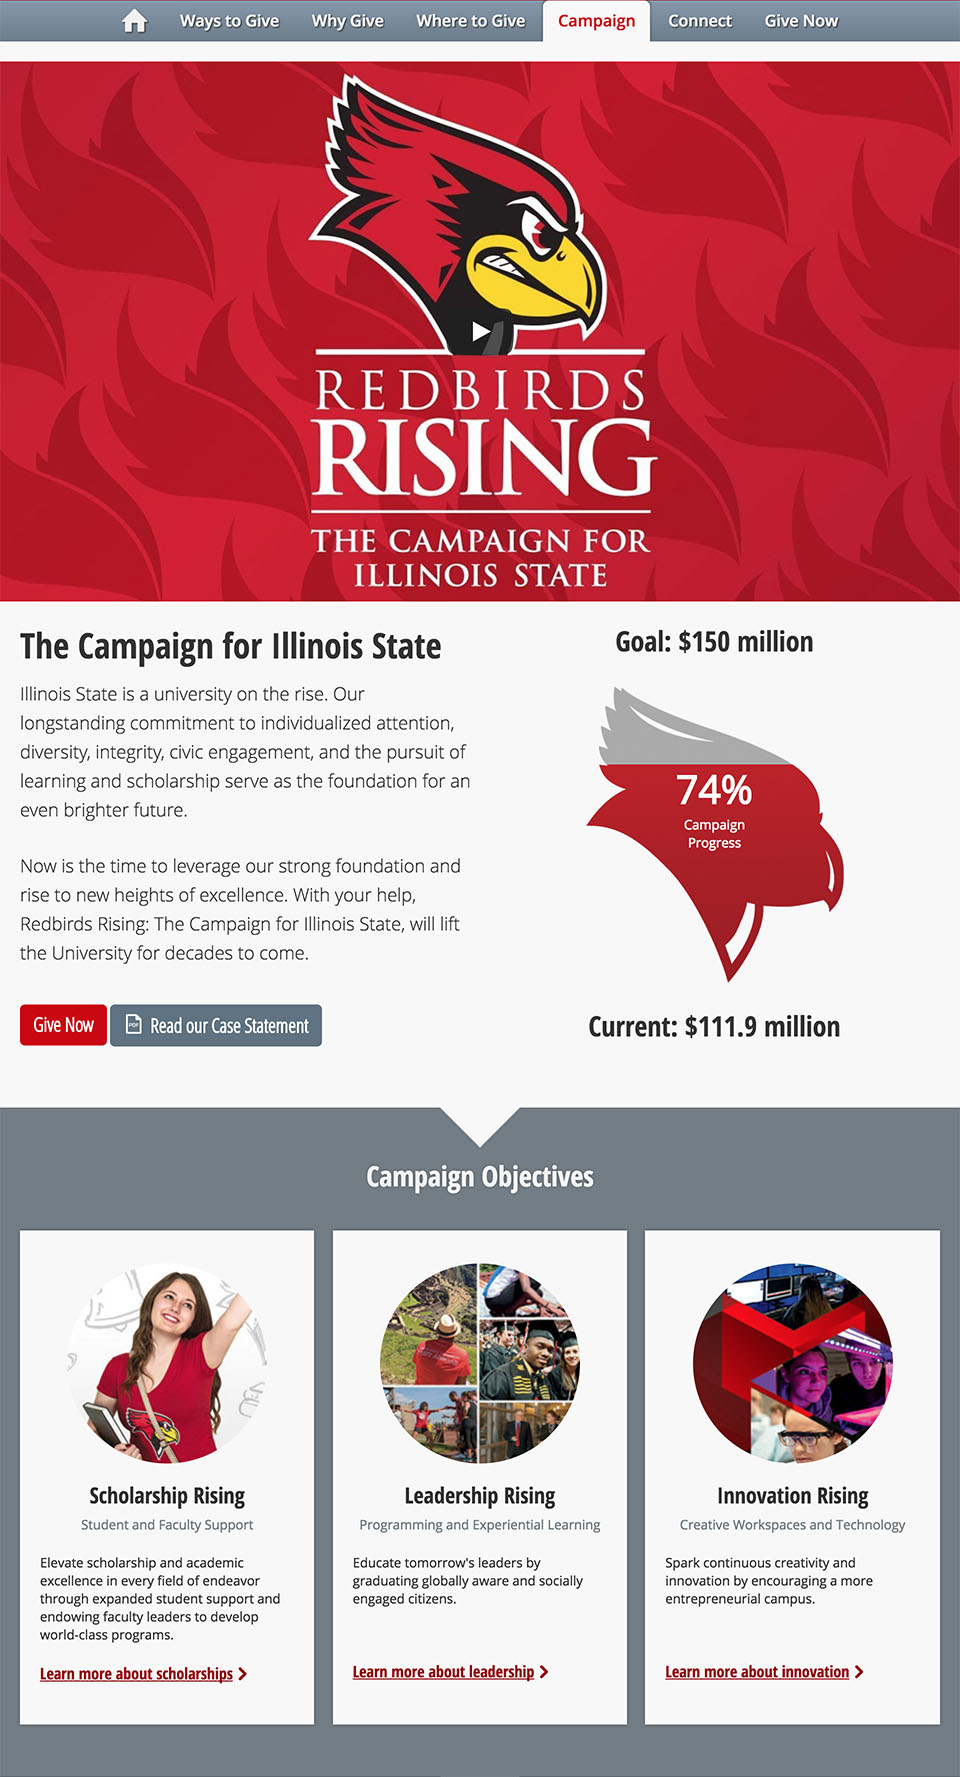 Ways to Give Why Give Where to Give Campaign Connect Give Now
REDBIRDS
RISING
THE CAMPAIGN FOR
ILLINOIS STATE
The Campaign for Illinois State
Illinois State is a university on the rise. Our
longstanding commitment to individualized attention,
diversity, integrity, civic engagement, and the pursuit of
learning and scholarship serve as the foundation for an
even brighter future.
Now is the time to leverage our strong foundation and
rise to new heights of excellence. With your help,
Redbirds Rising: The Campaign for Illinois State, will lift
the University for decades to come.
Give Now
PDF Read our Case Statement
Goal: $150 million
74%
Campaign
Progress
Current: $111.9 million
Campaign Objectives
Scholarship Rising
Student and Faculty Support
Elevate scholarship and academic
excellence in every field of endeavor
through expanded student support and
endowing faculty leaders to develop
world-class programs.
Learn more about scholarships
Leadership Rising
Programming and Experiential Learning
Educate tomorrow's leaders by
graduating globally aware and socially
engaged citizens.
Learn more about leadership
Innovation Rising
Creative Workspaces and Technology
Spark continuous creativity and
innovation by encouraging a more
entrepreneurial campus.
Learn more about innovation